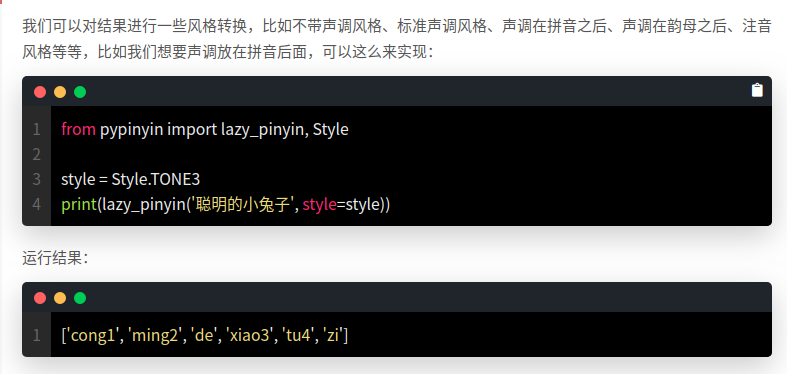 我们可以对结果进行一些风格转换，比如不带声调风格、标准声调风格、声调在拼音之后、声调在韵母之后、注音
风格等等，比如我们想要声调放在拼音后面，可以这么来实现：
1 from pypinyin import lazy_pinyin, Style
2
3 style = Style.TONE3
4 print(lazy_pinyin('聪明的小兔子', style=style))
运行结果：
1 ['cong1', 'ming2', 'de', 'xiao3', 'tu4', 'zi']